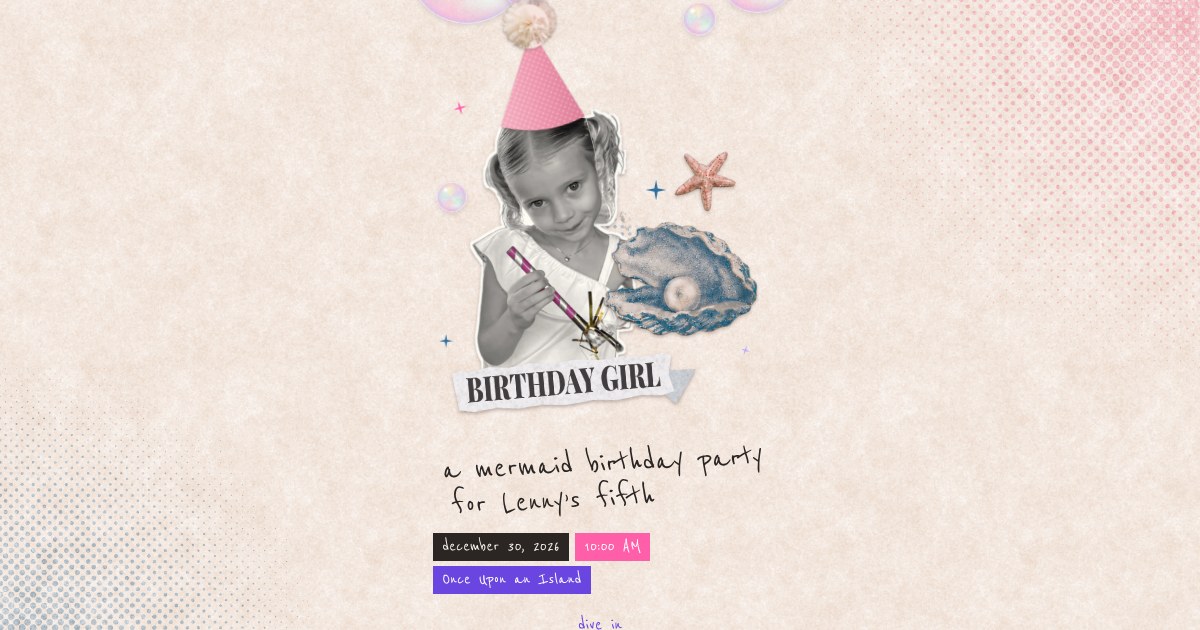 BIRTHDAY GIRL
a mermaid birthday party
for Lenny's fifth
december 30, 2026
10:00 AM
Once Upon an Island
dive in